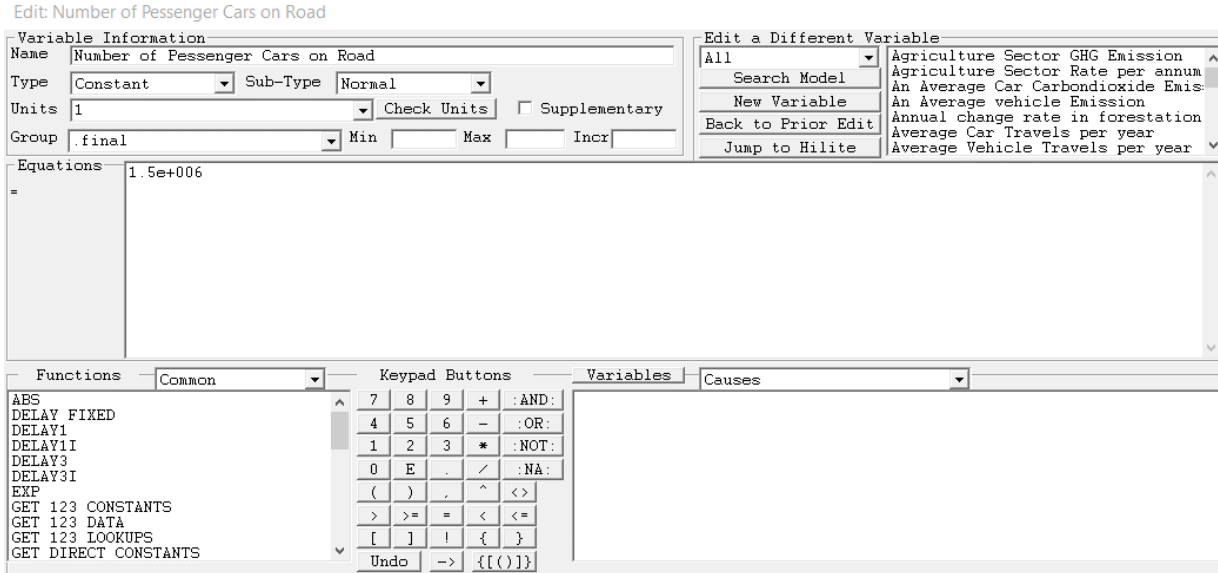 Edit: Number of Pessenger Cars on Road
Variable Information
Name Number of Pessenger Cars on Road
Type Constant Sub-Type Normal
Units 1 Check Units Supplementary
Group .final Min Max Incr
Edit a Different Variable
All
Search Model
New Variable
Back to Prior Edit
Jump to Hilite
Agriculture Sector GHG Emission
Agriculture Sector Rate per annum
An Average Car Carbondioxide Emis
An Average vehicle Emission
Annual change rate in forestation
Average Car Travels per year
Average Vehicle Travels per year
Equations
=
1.5e+006
Functions Common
ABS
DELAY FIXED
DELAY1
DELAY1I
DELAY3
DELAY3I
EXP
GET 123 CONSTANTS
GET 123 DATA
GET 123 LOOKUPS
GET DIRECT CONSTANTS
Keypad Buttons
7 8 9 + :AND:
4 5 6 - :OR:
1 2 3 * :NOT:
0 E . / :NA:
( ) , ^ <>
> >= = < <=
[ ] ! { }
Undo -> {[()]}
Variables Causes